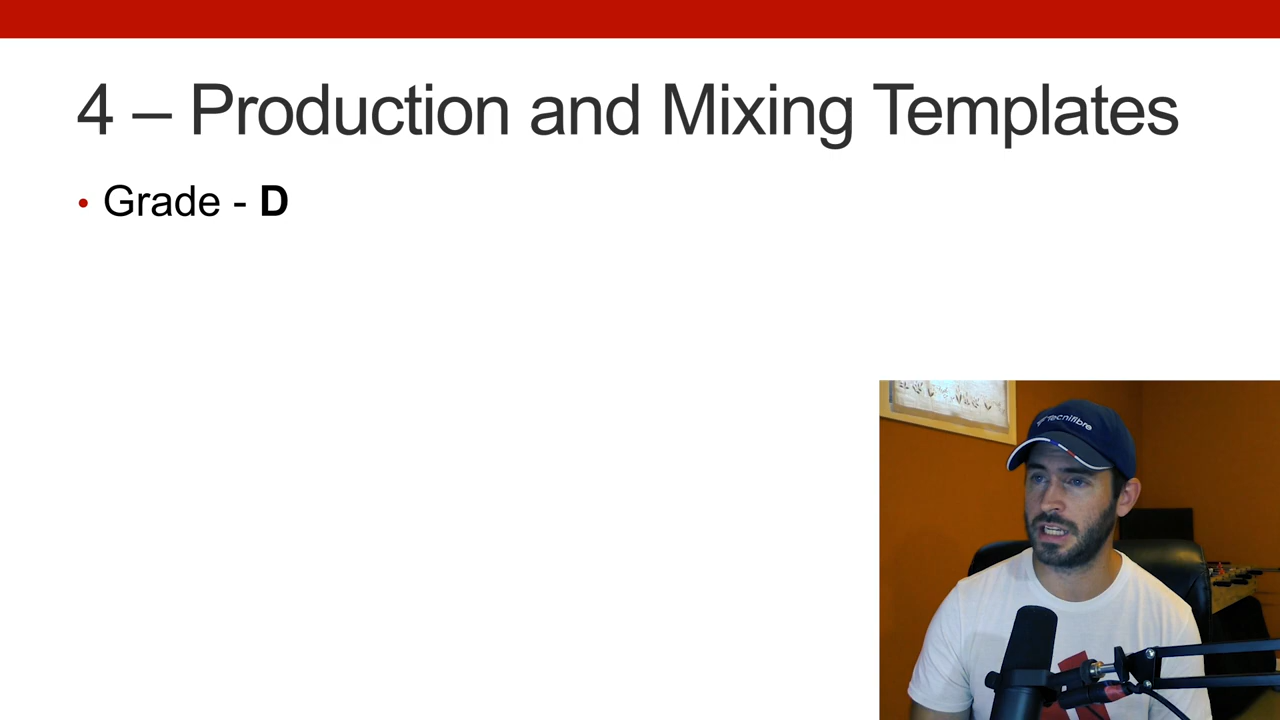 4 – Production and Mixing Templates
• Grade - D
Tecnifibre